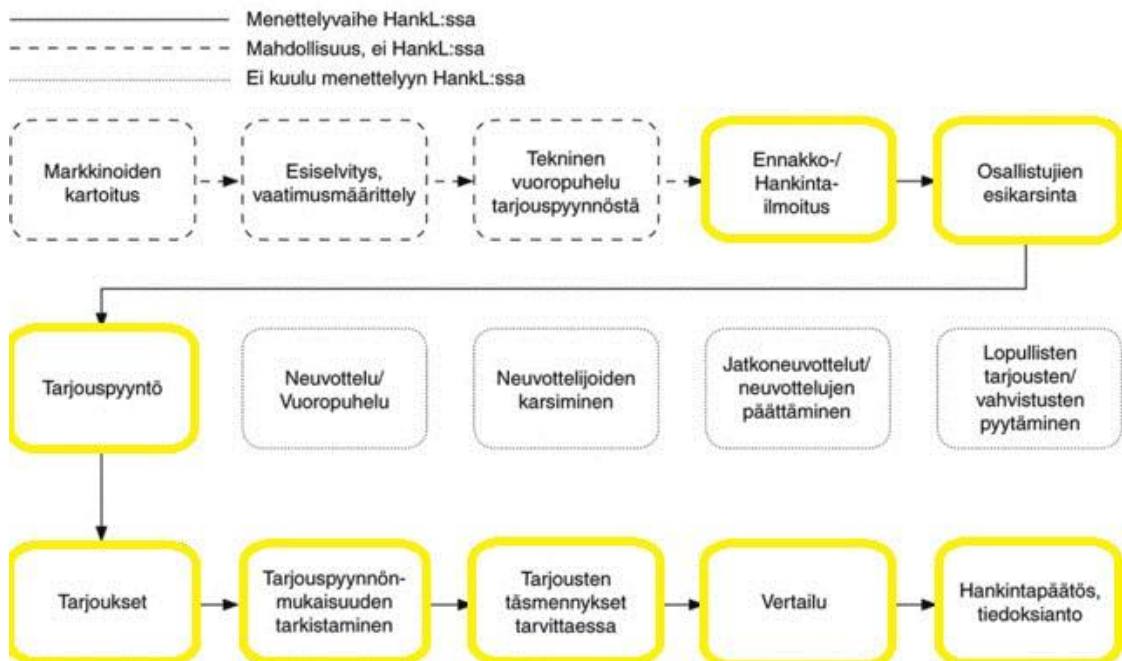 Menettelyvaihe HankL:ssa
Mahdollisuus, ei HankL:ssa
Ei kuulu menettelyyn HankL:ssa
Markkinoiden
kartoitus
Esiselvitys,
vaatimusmäärittely
Tekninen
vuoropuhelu
tarjouspyynnöstä
Ennakko-/
Hankinta-
ilmoitus
Osallistujien
esikarsinta
Tarjouspyyntö
Neuvottelu/
Vuoropuhelu
Neuvottelijoiden
karsiminen
Jatkoneuvottelut/
neuvottelujen
päättäminen
Lopullisten
tarjousten/
vahvistusten
pyytäminen
Tarjoukset
Tarjouspyynnön-
mukaisuuden
tarkistaminen
Tarjousten
täsmennykset
tarvittaessa
Vertailu
Hankintapäätös,
tiedoksianto